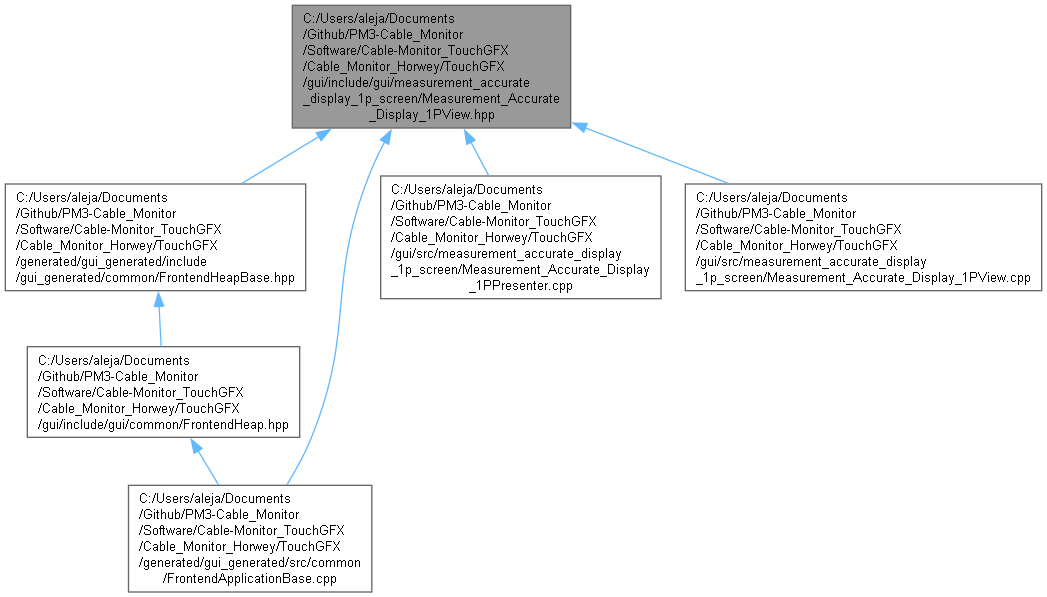 C:/Users/aleja/Documents
/Github/PM3-Cable_Monitor
/Software/Cable-Monitor_TouchGFX
/Cable_Monitor_Horwey/TouchGFX
/gui/include/gui/measurement_accurate
_display_1p_screen/Measurement_Accurate
_Display_1PView.hpp
C:/Users/aleja/Documents
/Github/PM3-Cable_Monitor
/Software/Cable-Monitor_TouchGFX
/Cable_Monitor_Horwey/TouchGFX
/generated/gui_generated/include
/gui_generated/common/FrontendHeapBase.hpp
C:/Users/aleja/Documents
/Github/PM3-Cable_Monitor
/Software/Cable-Monitor_TouchGFX
/Cable_Monitor_Horwey/TouchGFX
/gui/src/measurement_accurate_display
_1p_screen/Measurement_Accurate_Display
_1PPresenter.cpp
C:/Users/aleja/Documents
/Github/PM3-Cable_Monitor
/Software/Cable-Monitor_TouchGFX
/Cable_Monitor_Horwey/TouchGFX
/gui/src/measurement_accurate_display
_1p_screen/Measurement_Accurate_Display_1PView.cpp
C:/Users/aleja/Documents
/Github/PM3-Cable_Monitor
/Software/Cable-Monitor_TouchGFX
/Cable_Monitor_Horwey/TouchGFX
/gui/include/gui/common/FrontendHeap.hpp
C:/Users/aleja/Documents
/Github/PM3-Cable_Monitor
/Software/Cable-Monitor_TouchGFX
/Cable_Monitor_Horwey/TouchGFX
/generated/gui_generated/src/common
/FrontendApplicationBase.cpp